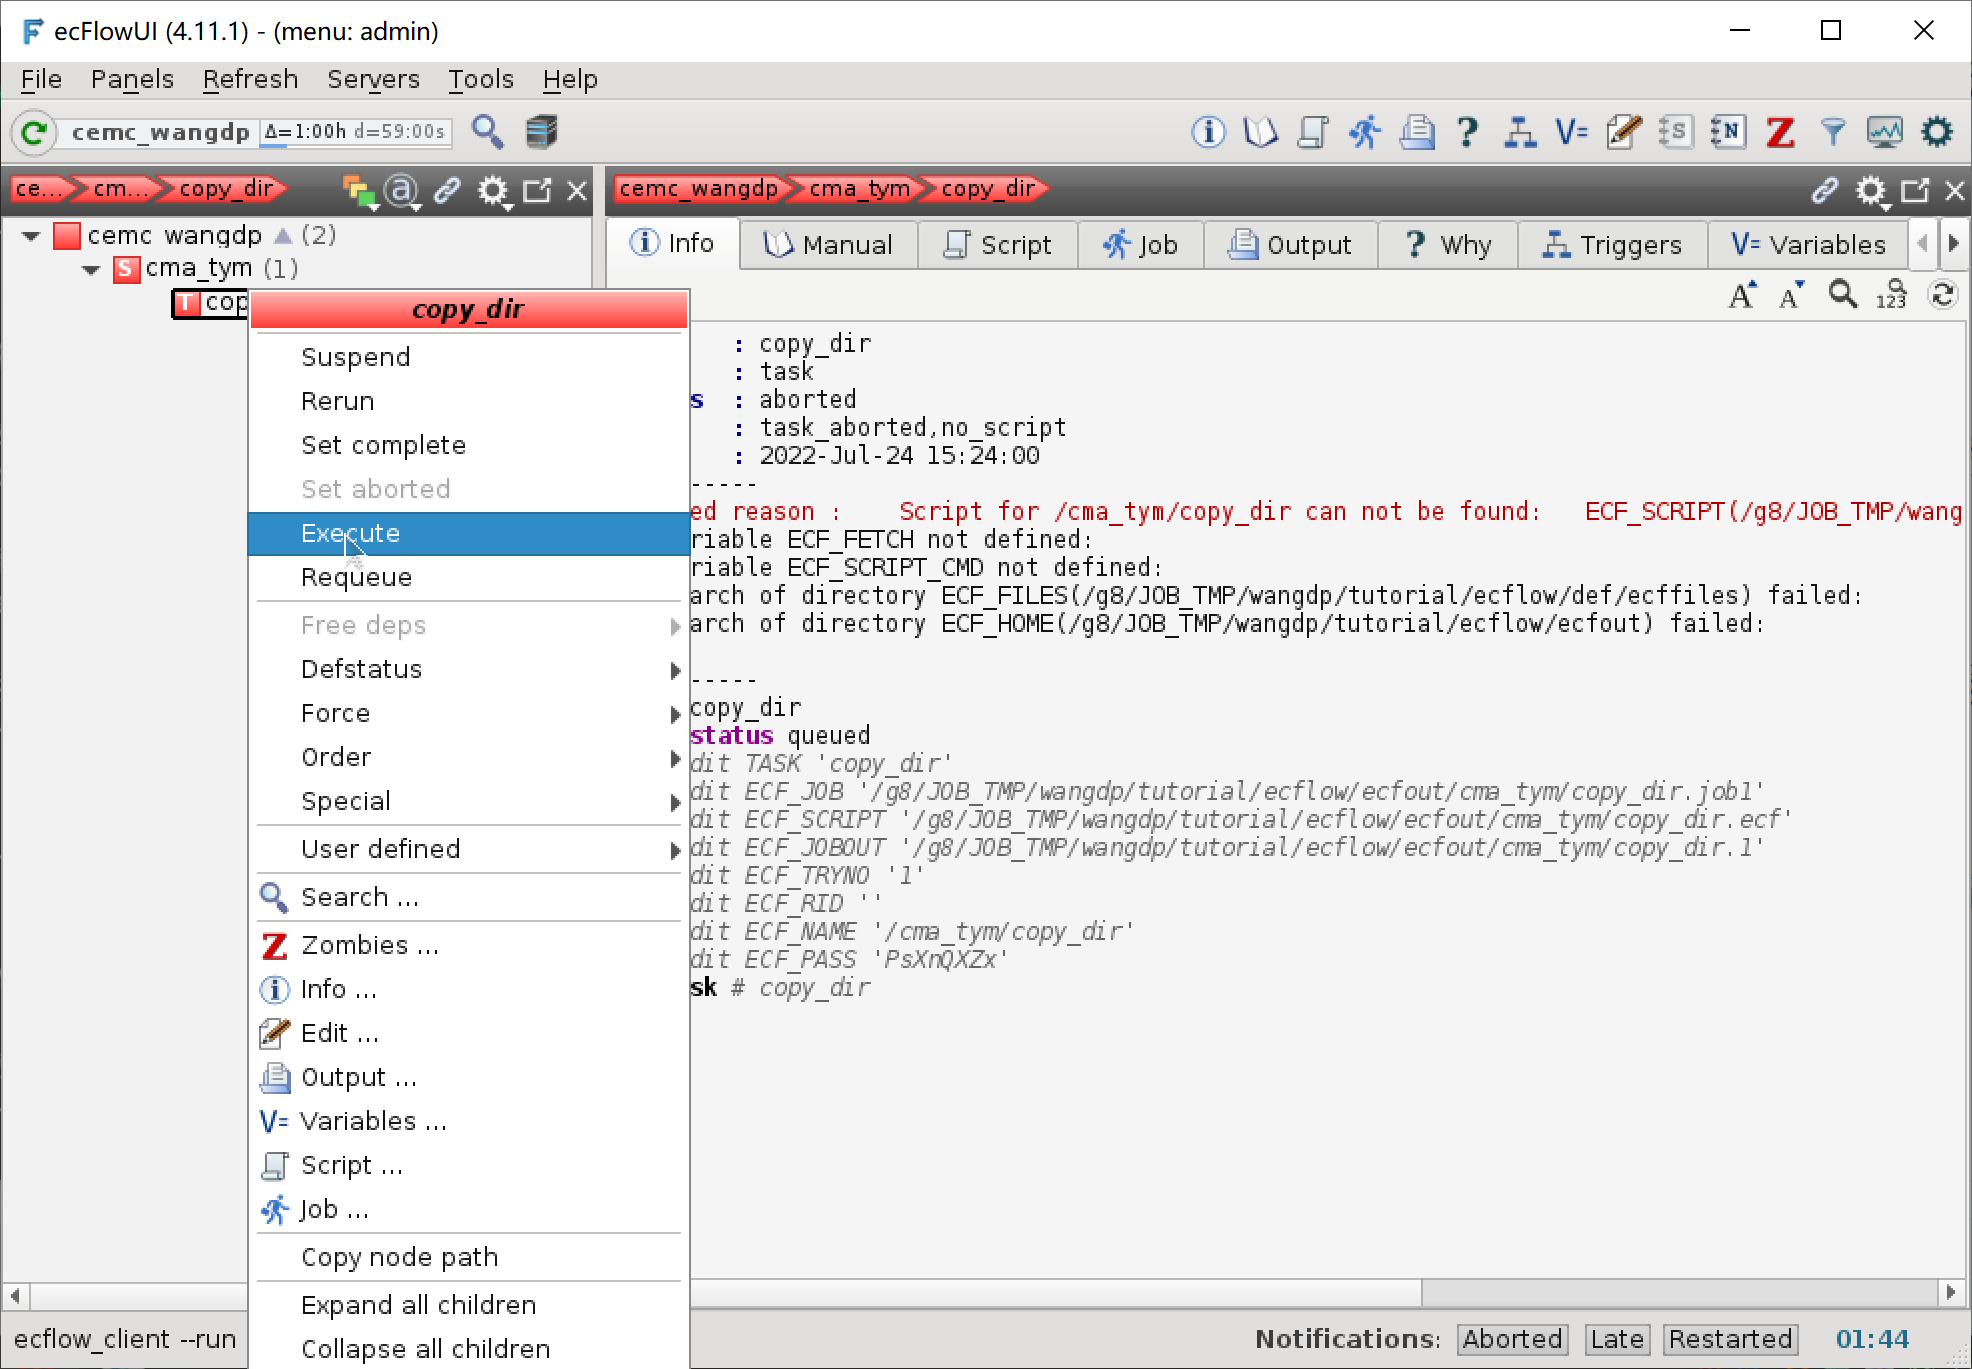 ecFlowUI (4.11.1) - (menu: admin)
File Panels Refresh Servers Tools Help
cemc_wangdp Δ=1:00h d=59:00s
ce... cm... copy_dir
cemc_wangdp cma_tym copy_dir
cemc_wangdp (2)
cma_tym (1)
T cop
Info Manual Script Job Output Why Triggers V= Variables
copy_dir
Suspend
Rerun
Set complete
Set aborted
Execute
Requeue
Free deps
Defstatus
Force
Order
Special
User defined
Search ...
Z Zombies ...
Info ...
Edit ...
Output ...
V= Variables ...
Script ...
Job ...
Copy node path
Expand all children
Collapse all children
: copy_dir
: task
s : aborted
: task_aborted,no_script
: 2022-Jul-24 15:24:00
-----
ed reason : Script for /cma_tym/copy_dir can not be found: ECF_SCRIPT(/g8/JOB_TMP/wang
riable ECF_FETCH not defined:
riable ECF_SCRIPT_CMD not defined:
arch of directory ECF_FILES(/g8/JOB_TMP/wangdp/tutorial/ecflow/def/ecffiles) failed:
arch of directory ECF_HOME(/g8/JOB_TMP/wangdp/tutorial/ecflow/ecfout) failed:
-----
copy_dir
status queued
dit TASK 'copy_dir'
dit ECF_JOB '/g8/JOB_TMP/wangdp/tutorial/ecflow/ecfout/cma_tym/copy_dir.job1'
dit ECF_SCRIPT '/g8/JOB_TMP/wangdp/tutorial/ecflow/ecfout/cma_tym/copy_dir.ecf'
dit ECF_JOBOUT '/g8/JOB_TMP/wangdp/tutorial/ecflow/ecfout/cma_tym/copy_dir.1'
dit ECF_TRYNO '1'
dit ECF_RID ''
dit ECF_NAME '/cma_tym/copy_dir'
dit ECF_PASS 'PsXnQXZx'
sk # copy_dir
ecflow_client --run
Notifications: Aborted Late Restarted 01:44